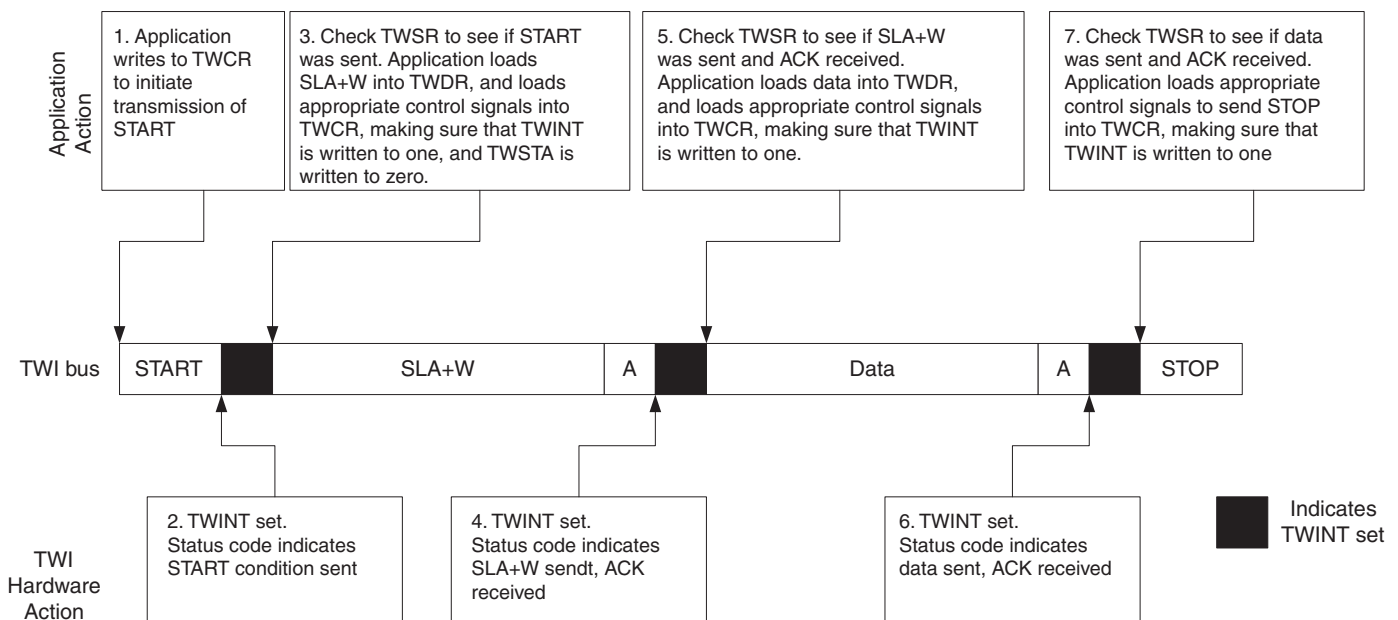 Application
Action
1. Application
writes to TWCR
to initiate
transmission of
START
3. Check TWSR to see if START
was sent. Application loads
SLA+W into TWDR, and loads
appropriate control signals into
TWCR, making sure that TWINT
is written to one, and TWSTA is
written to zero.
5. Check TWSR to see if SLA+W
was sent and ACK received.
Application loads data into TWDR,
and loads appropriate control signals
into TWCR, making sure that TWINT
is written to one.
7. Check TWSR to see if data
was sent and ACK received.
Application loads appropriate
control signals to send STOP
into TWCR, making sure that
TWINT is written to one
TWI bus
START
SLA+W
A
Data
A
STOP
TWI
Hardware
Action
2. TWINT set.
Status code indicates
START condition sent
4. TWINT set.
Status code indicates
SLA+W sendt, ACK
received
6. TWINT set.
Status code indicates
data sent, ACK received
Indicates
TWINT set